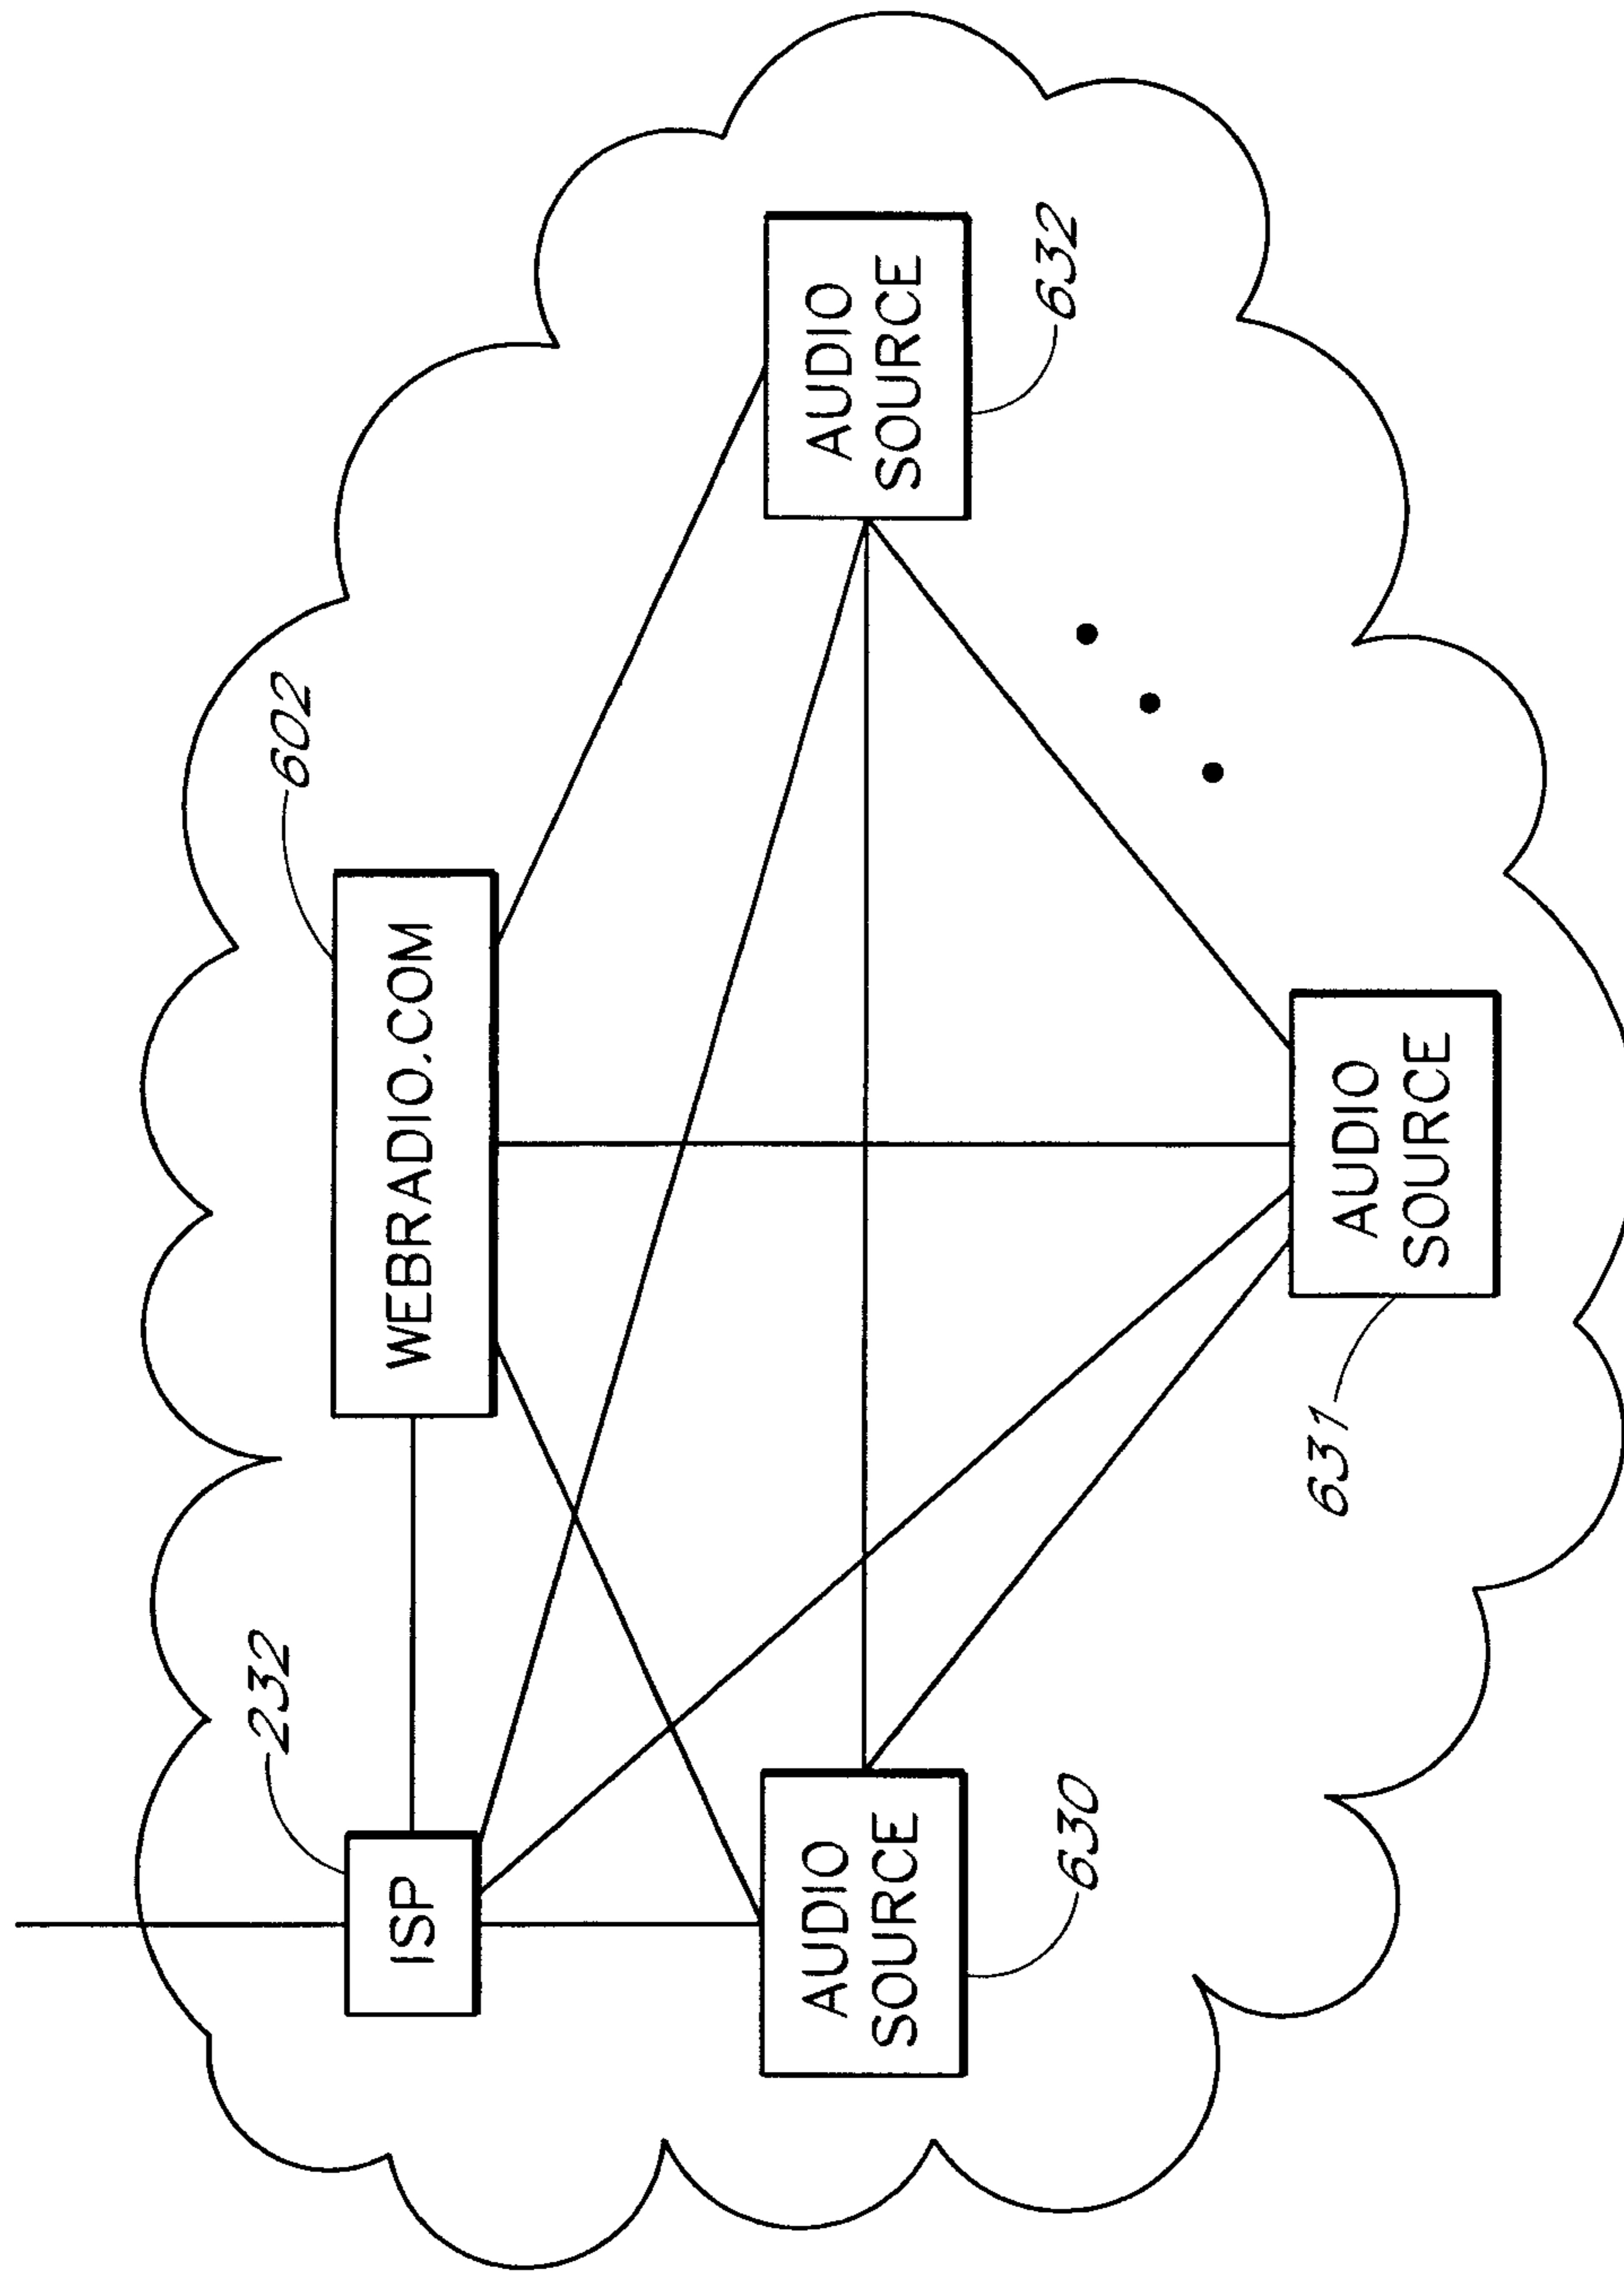 232
ISP
602
WEBRADIO.COM
AUDIO
SOURCE
630
AUDIO
SOURCE
632
AUDIO
SOURCE
631